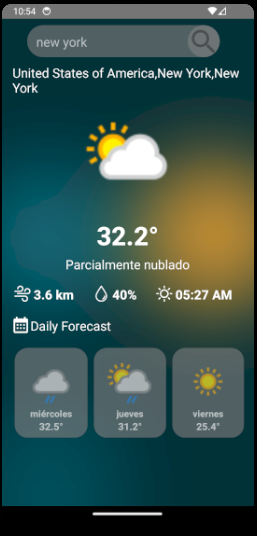 10:54
new york
United States of America,New York,New
York
32.2°
Parcialmente nublado
3.6 km 40% 05:27 AM
Daily Forecast
miércoles jueves viernes
32.5° 31.2° 25.4°